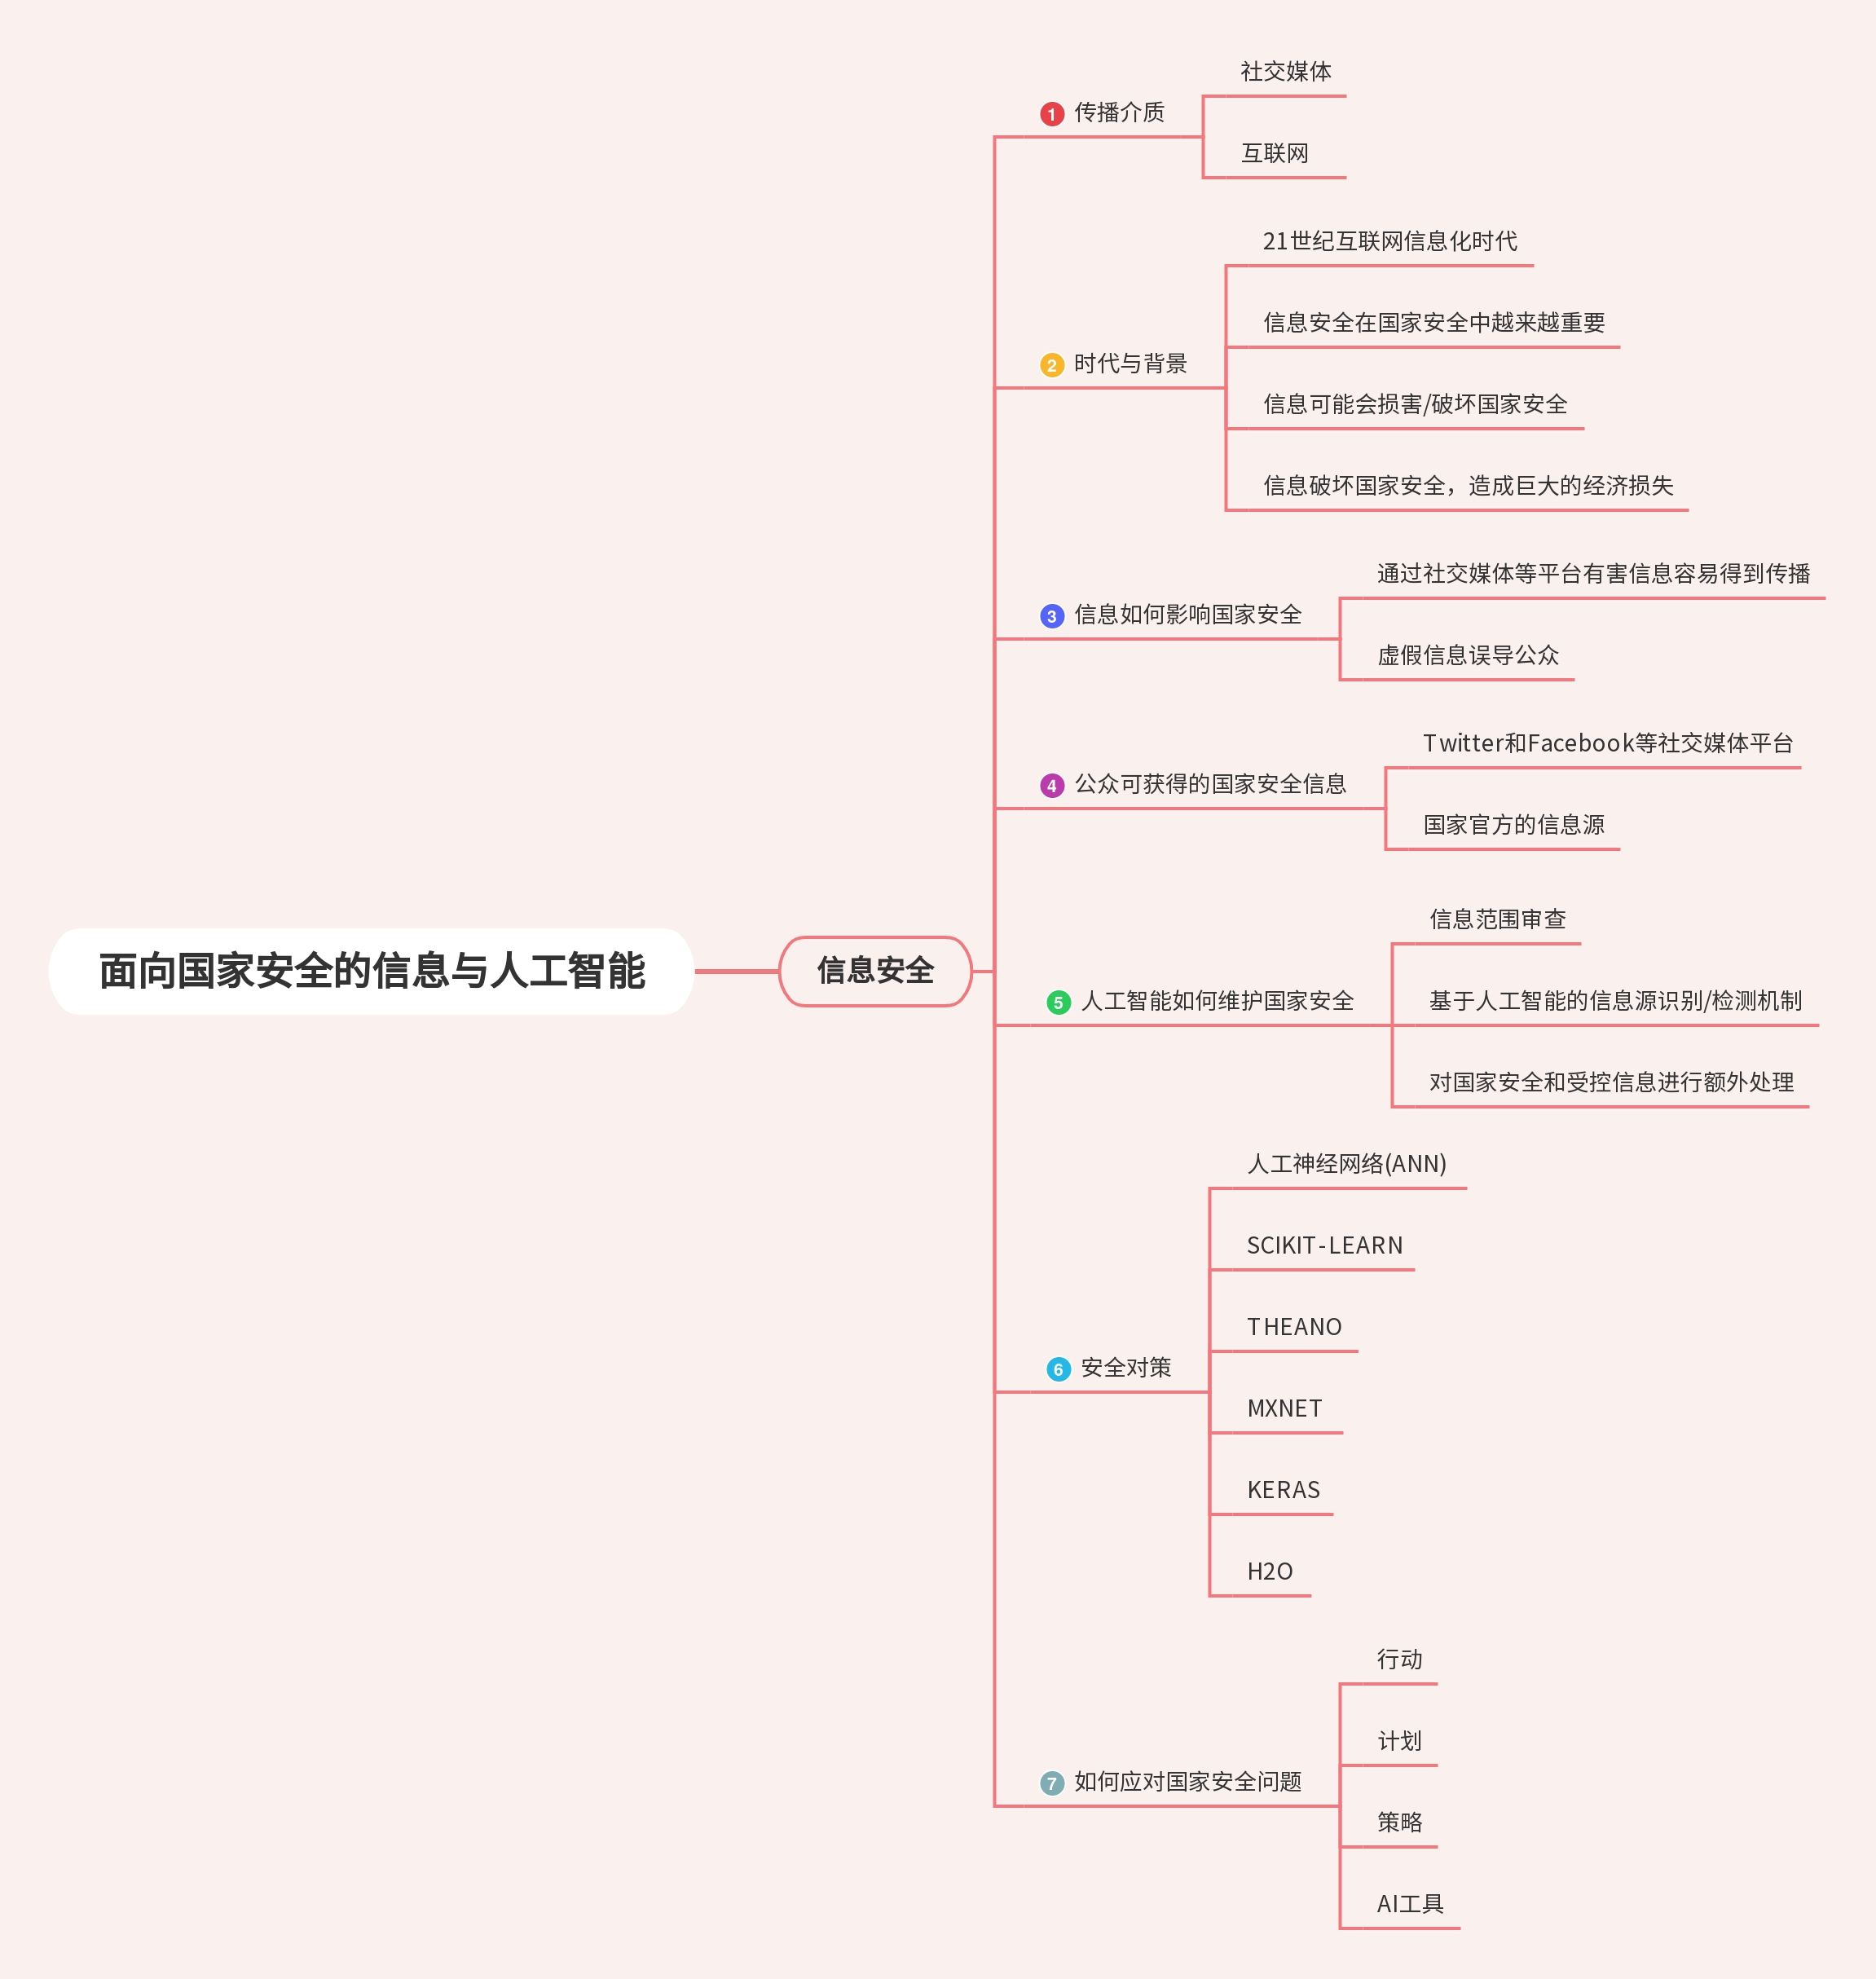 面向国家安全的信息与人工智能
信息安全
1 传播介质
社交媒体
互联网
2 时代与背景
21世纪互联网信息化时代
信息安全在国家安全中越来越重要
信息可能会损害/破坏国家安全
信息破坏国家安全，造成巨大的经济损失
3 信息如何影响国家安全
通过社交媒体等平台有害信息容易得到传播
虚假信息误导公众
4 公众可获得的国家安全信息
Twitter和Facebook等社交媒体平台
国家官方的信息源
5 人工智能如何维护国家安全
信息范围审查
基于人工智能的信息源识别/检测机制
对国家安全和受控信息进行额外处理
6 安全对策
人工神经网络(ANN)
SCIKIT-LEARN
THEANO
MXNET
KERAS
H2O
7 如何应对国家安全问题
行动
计划
策略
AI工具